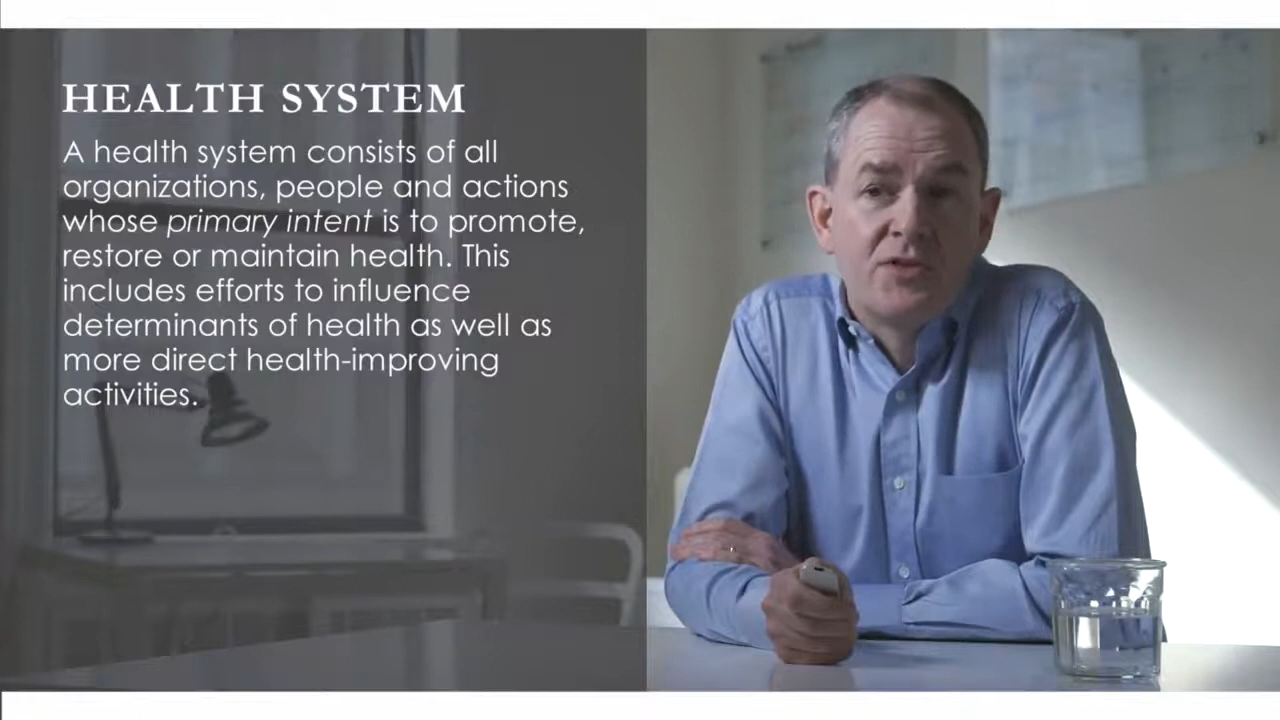 HEALTH SYSTEM
A health system consists of all
organizations, people and actions
whose primary intent is to promote,
restore or maintain health. This
includes efforts to influence
determinants of health as well as
more direct health-improving
activities.